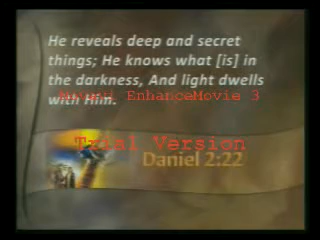 He reveals deep and secret
things; He knows what [is] in
the darkness, And light dwells
EnhanceMovie 3
with Him.
Trial Version
Daniel 2:22